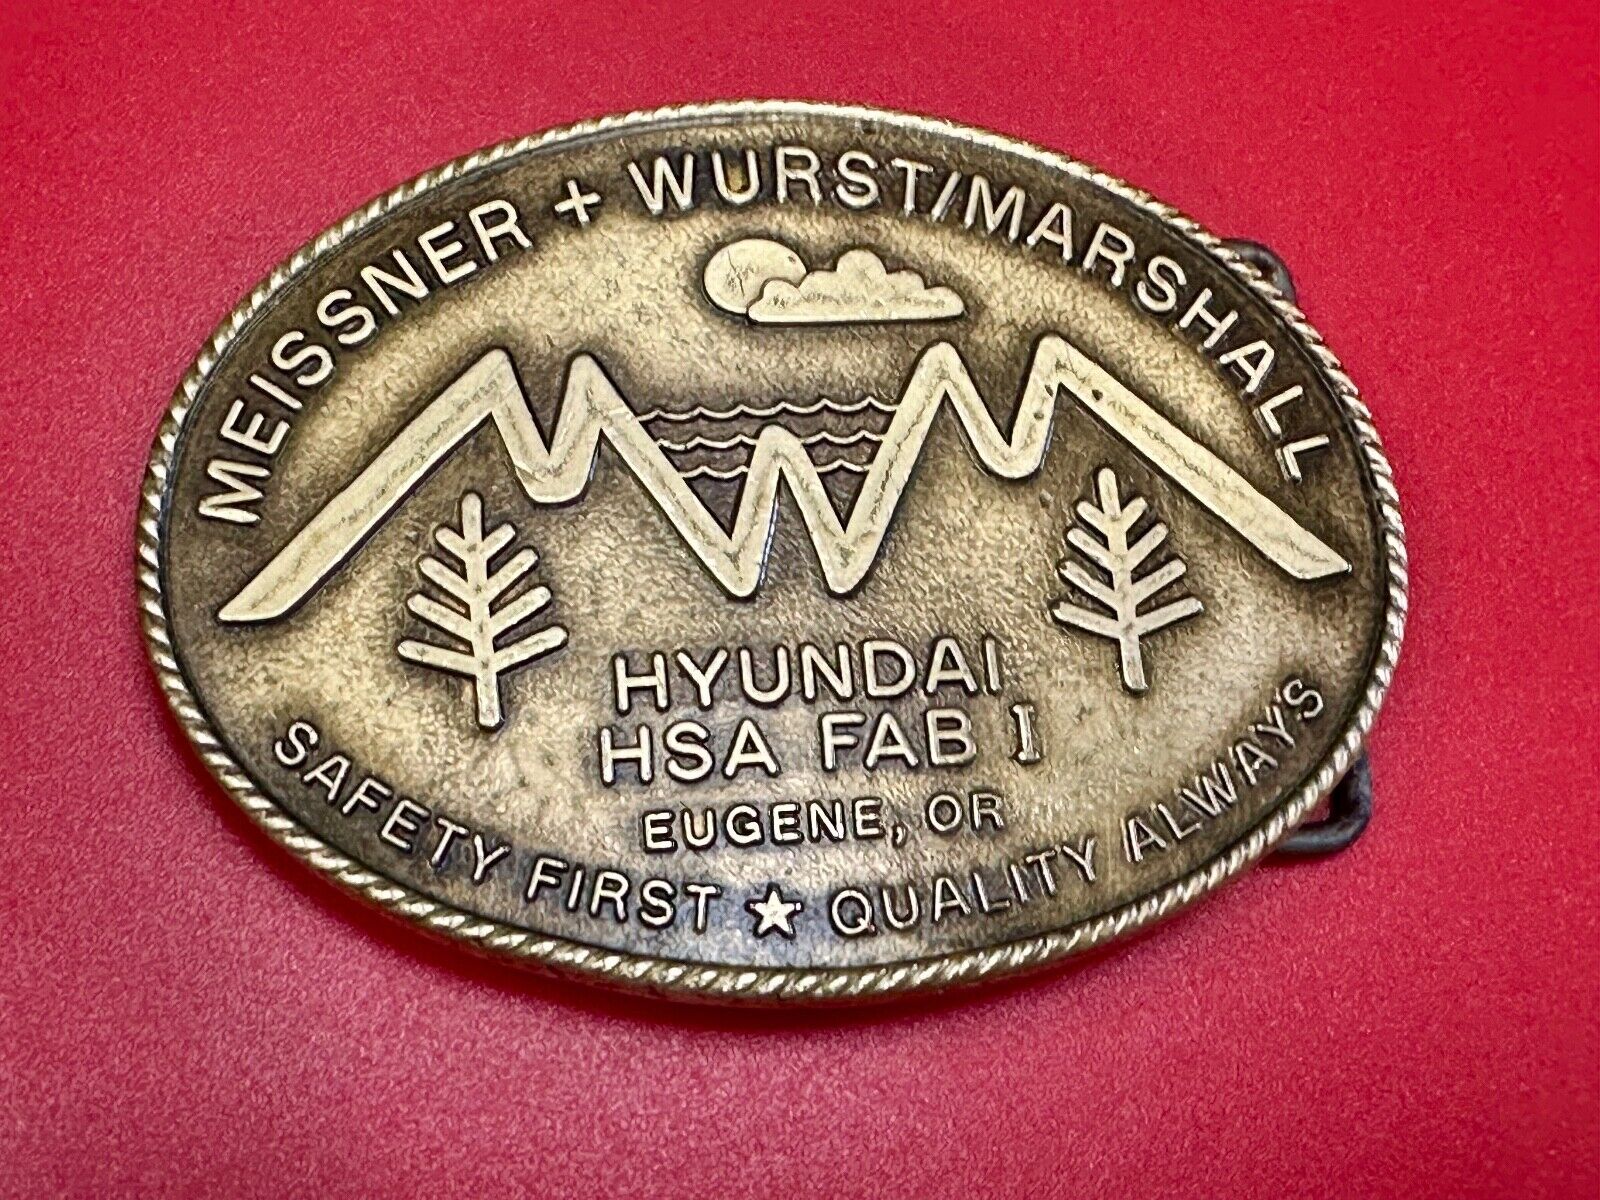 MEISSNER + WURST/MARSHALL
HYUNDAI
HSA FAB I
EUGENE, OR
SAFETY FIRST ★ QUALITY ALWAYS